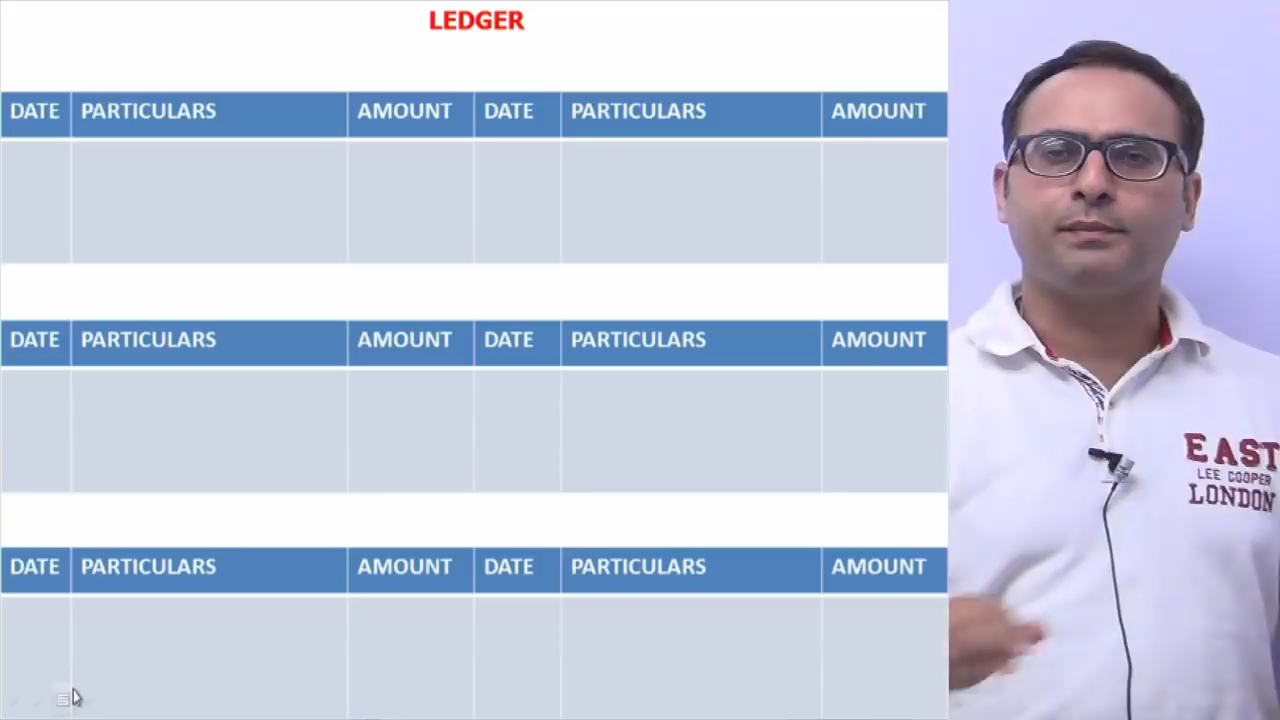 LEDGER
DATE PARTICULARS AMOUNT DATE PARTICULARS AMOUNT
DATE PARTICULARS AMOUNT DATE PARTICULARS AMOUNT
DATE PARTICULARS AMOUNT DATE PARTICULARS AMOUNT
EAST
LEE COOPER
LONDON